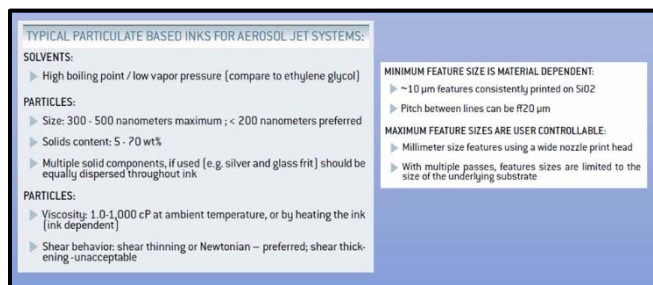 TYPICAL PARTICULATE BASED INKS FOR AEROSOL JET SYSTEMS:
SOLVENTS:
High boiling point / low vapor pressure (compare to ethylene glycol)
PARTICLES:
Size: 300 - 500 nanometers maximum ; < 200 nanometers preferred
Solids content: 5 - 70 wt%
Multiple solid components, if used (e.g. silver and glass frit) should be
equally dispersed throughout ink
PARTICLES:
Viscosity: 1.0-1,000 cP at ambient temperature, or by heating the ink
(ink dependent)
Shear behavior: shear thinning or Newtonian – preferred; shear thick-
ening -unacceptable
MINIMUM FEATURE SIZE IS MATERIAL DEPENDENT:
~10 µm features consistently printed on SiO2
Pitch between lines can be ff20 µm
MAXIMUM FEATURE SIZES ARE USER CONTROLLABLE:
Millimeter size features using a wide nozzle print head
With multiple passes, features sizes are limited to the
size of the underlying substrate